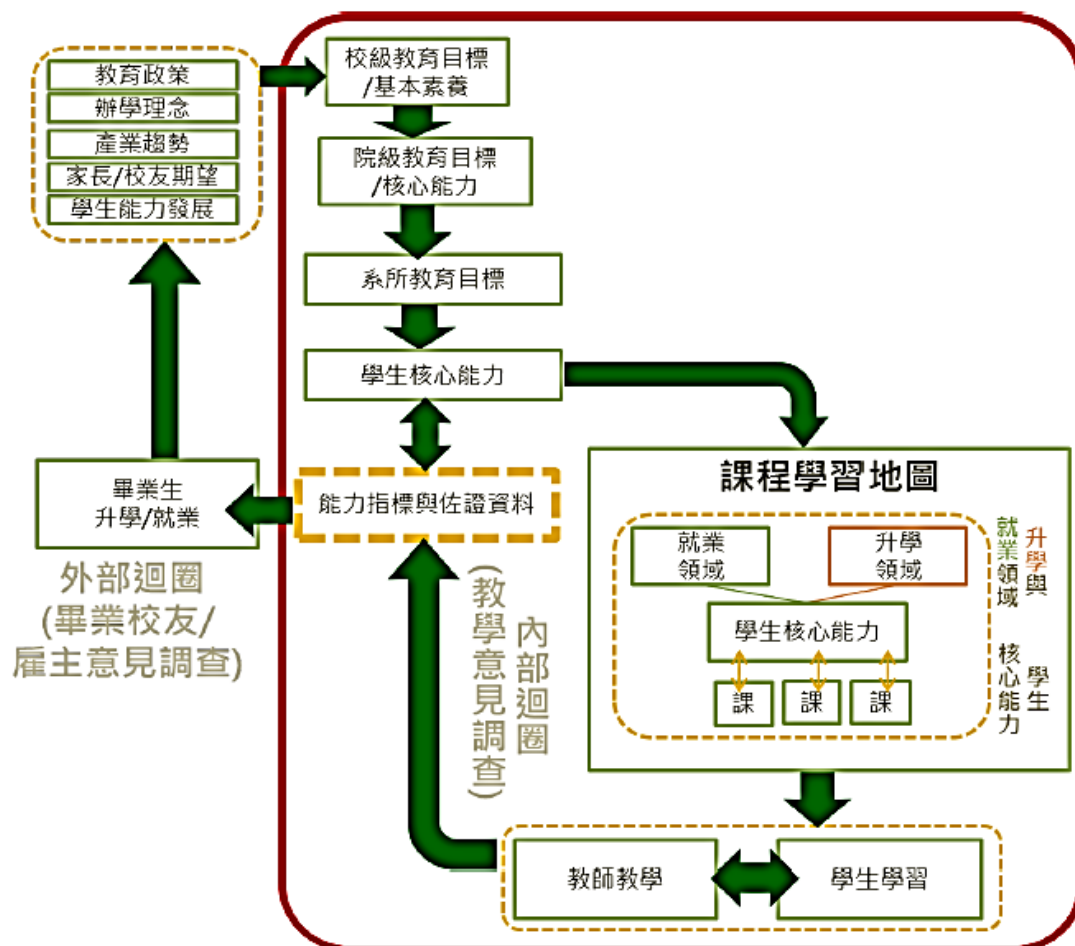 教育政策
辦學理念
產業趨勢
家長/校友期望
學生能力發展
校級教育目標
/基本素養
院級教育目標
/核心能力
系所教育目標
學生核心能力
能力指標與佐證資料
畢業生
升學/就業
外部迴圈
(畢業校友/
雇主意見調查)
內部迴圈
(教學意見調查)
課程學習地圖
就業
領域
升學
領域
學生核心能力
課
課
課
升學與
就業領域
學生
核心能力
教師教學
學生學習